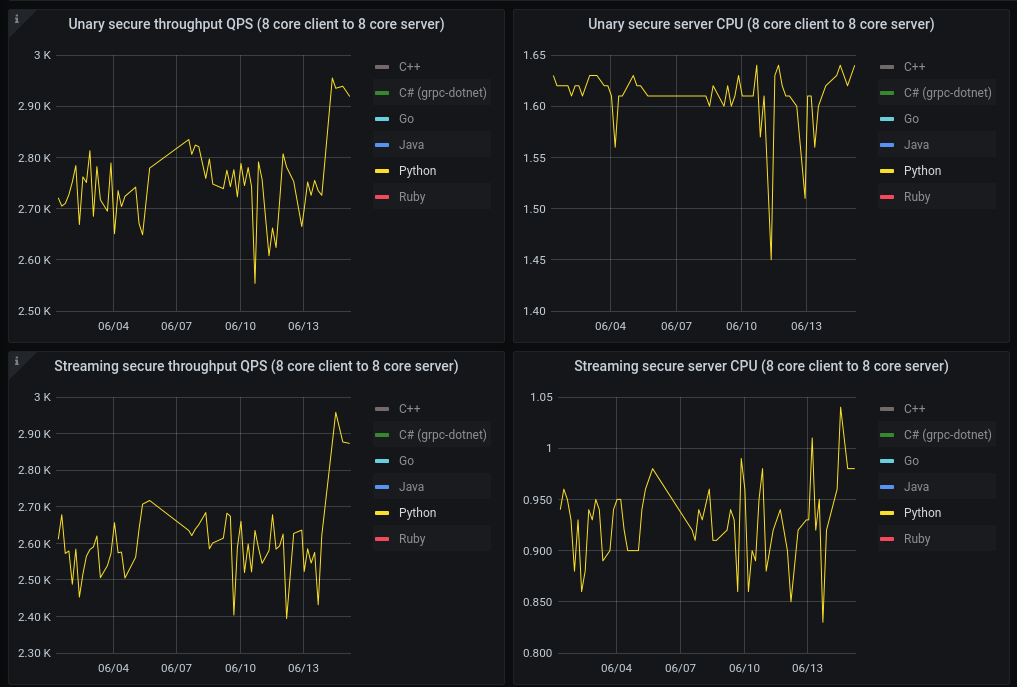 Unary secure throughput QPS (8 core client to 8 core server)
3 K
2.90 K
2.80 K
2.70 K
2.60 K
2.50 K
06/04 06/07 06/10 06/13
C++
C# (grpc-dotnet)
Go
Java
Python
Ruby
Unary secure server CPU (8 core client to 8 core server)
1.65
1.60
1.55
1.50
1.45
1.40
06/04 06/07 06/10 06/13
C++
C# (grpc-dotnet)
Go
Java
Python
Ruby
Streaming secure throughput QPS (8 core client to 8 core server)
3 K
2.90 K
2.80 K
2.70 K
2.60 K
2.50 K
2.40 K
2.30 K
06/04 06/07 06/10 06/13
C++
C# (grpc-dotnet)
Go
Java
Python
Ruby
Streaming secure server CPU (8 core client to 8 core server)
1.05
1
0.950
0.900
0.850
0.800
06/04 06/07 06/10 06/13
C++
C# (grpc-dotnet)
Go
Java
Python
Ruby